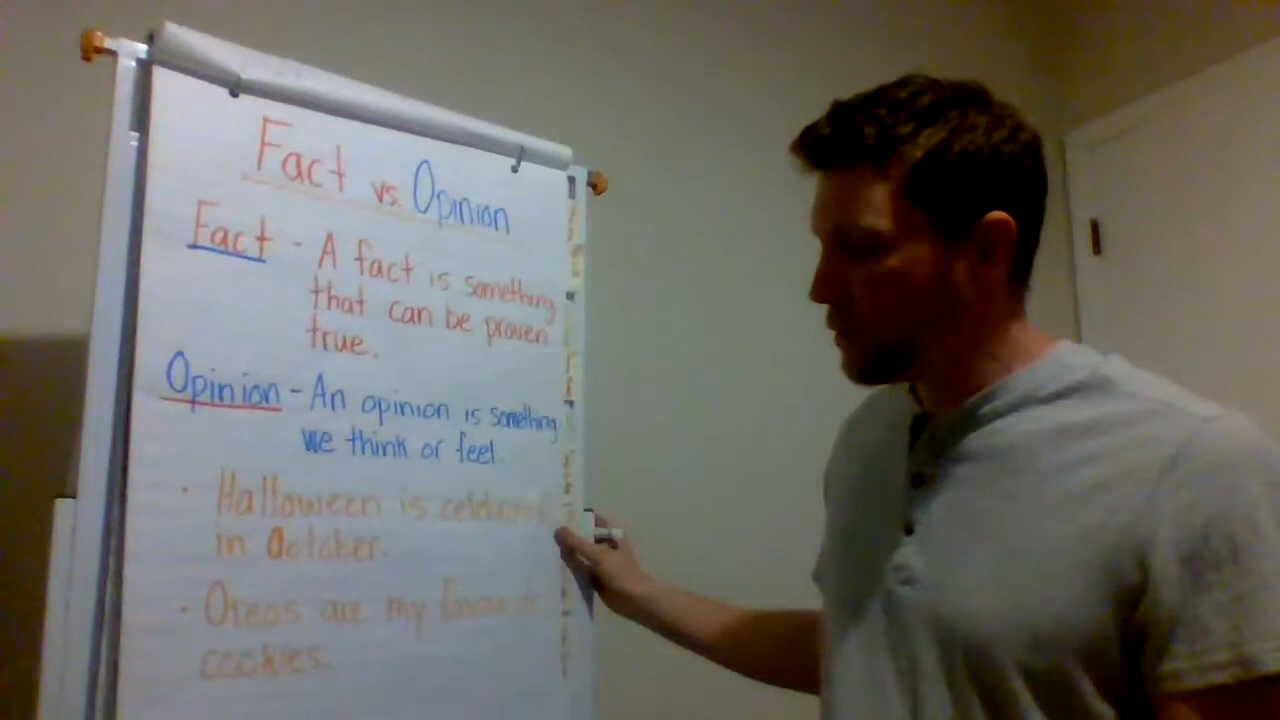 Fact vs. Opinion
Fact - A fact is something
that can be proven
true.
Opinion - An opinion is something
we think or feel
· Halloween is celebrated
in October.
· Oreos are my favourite
cookies.